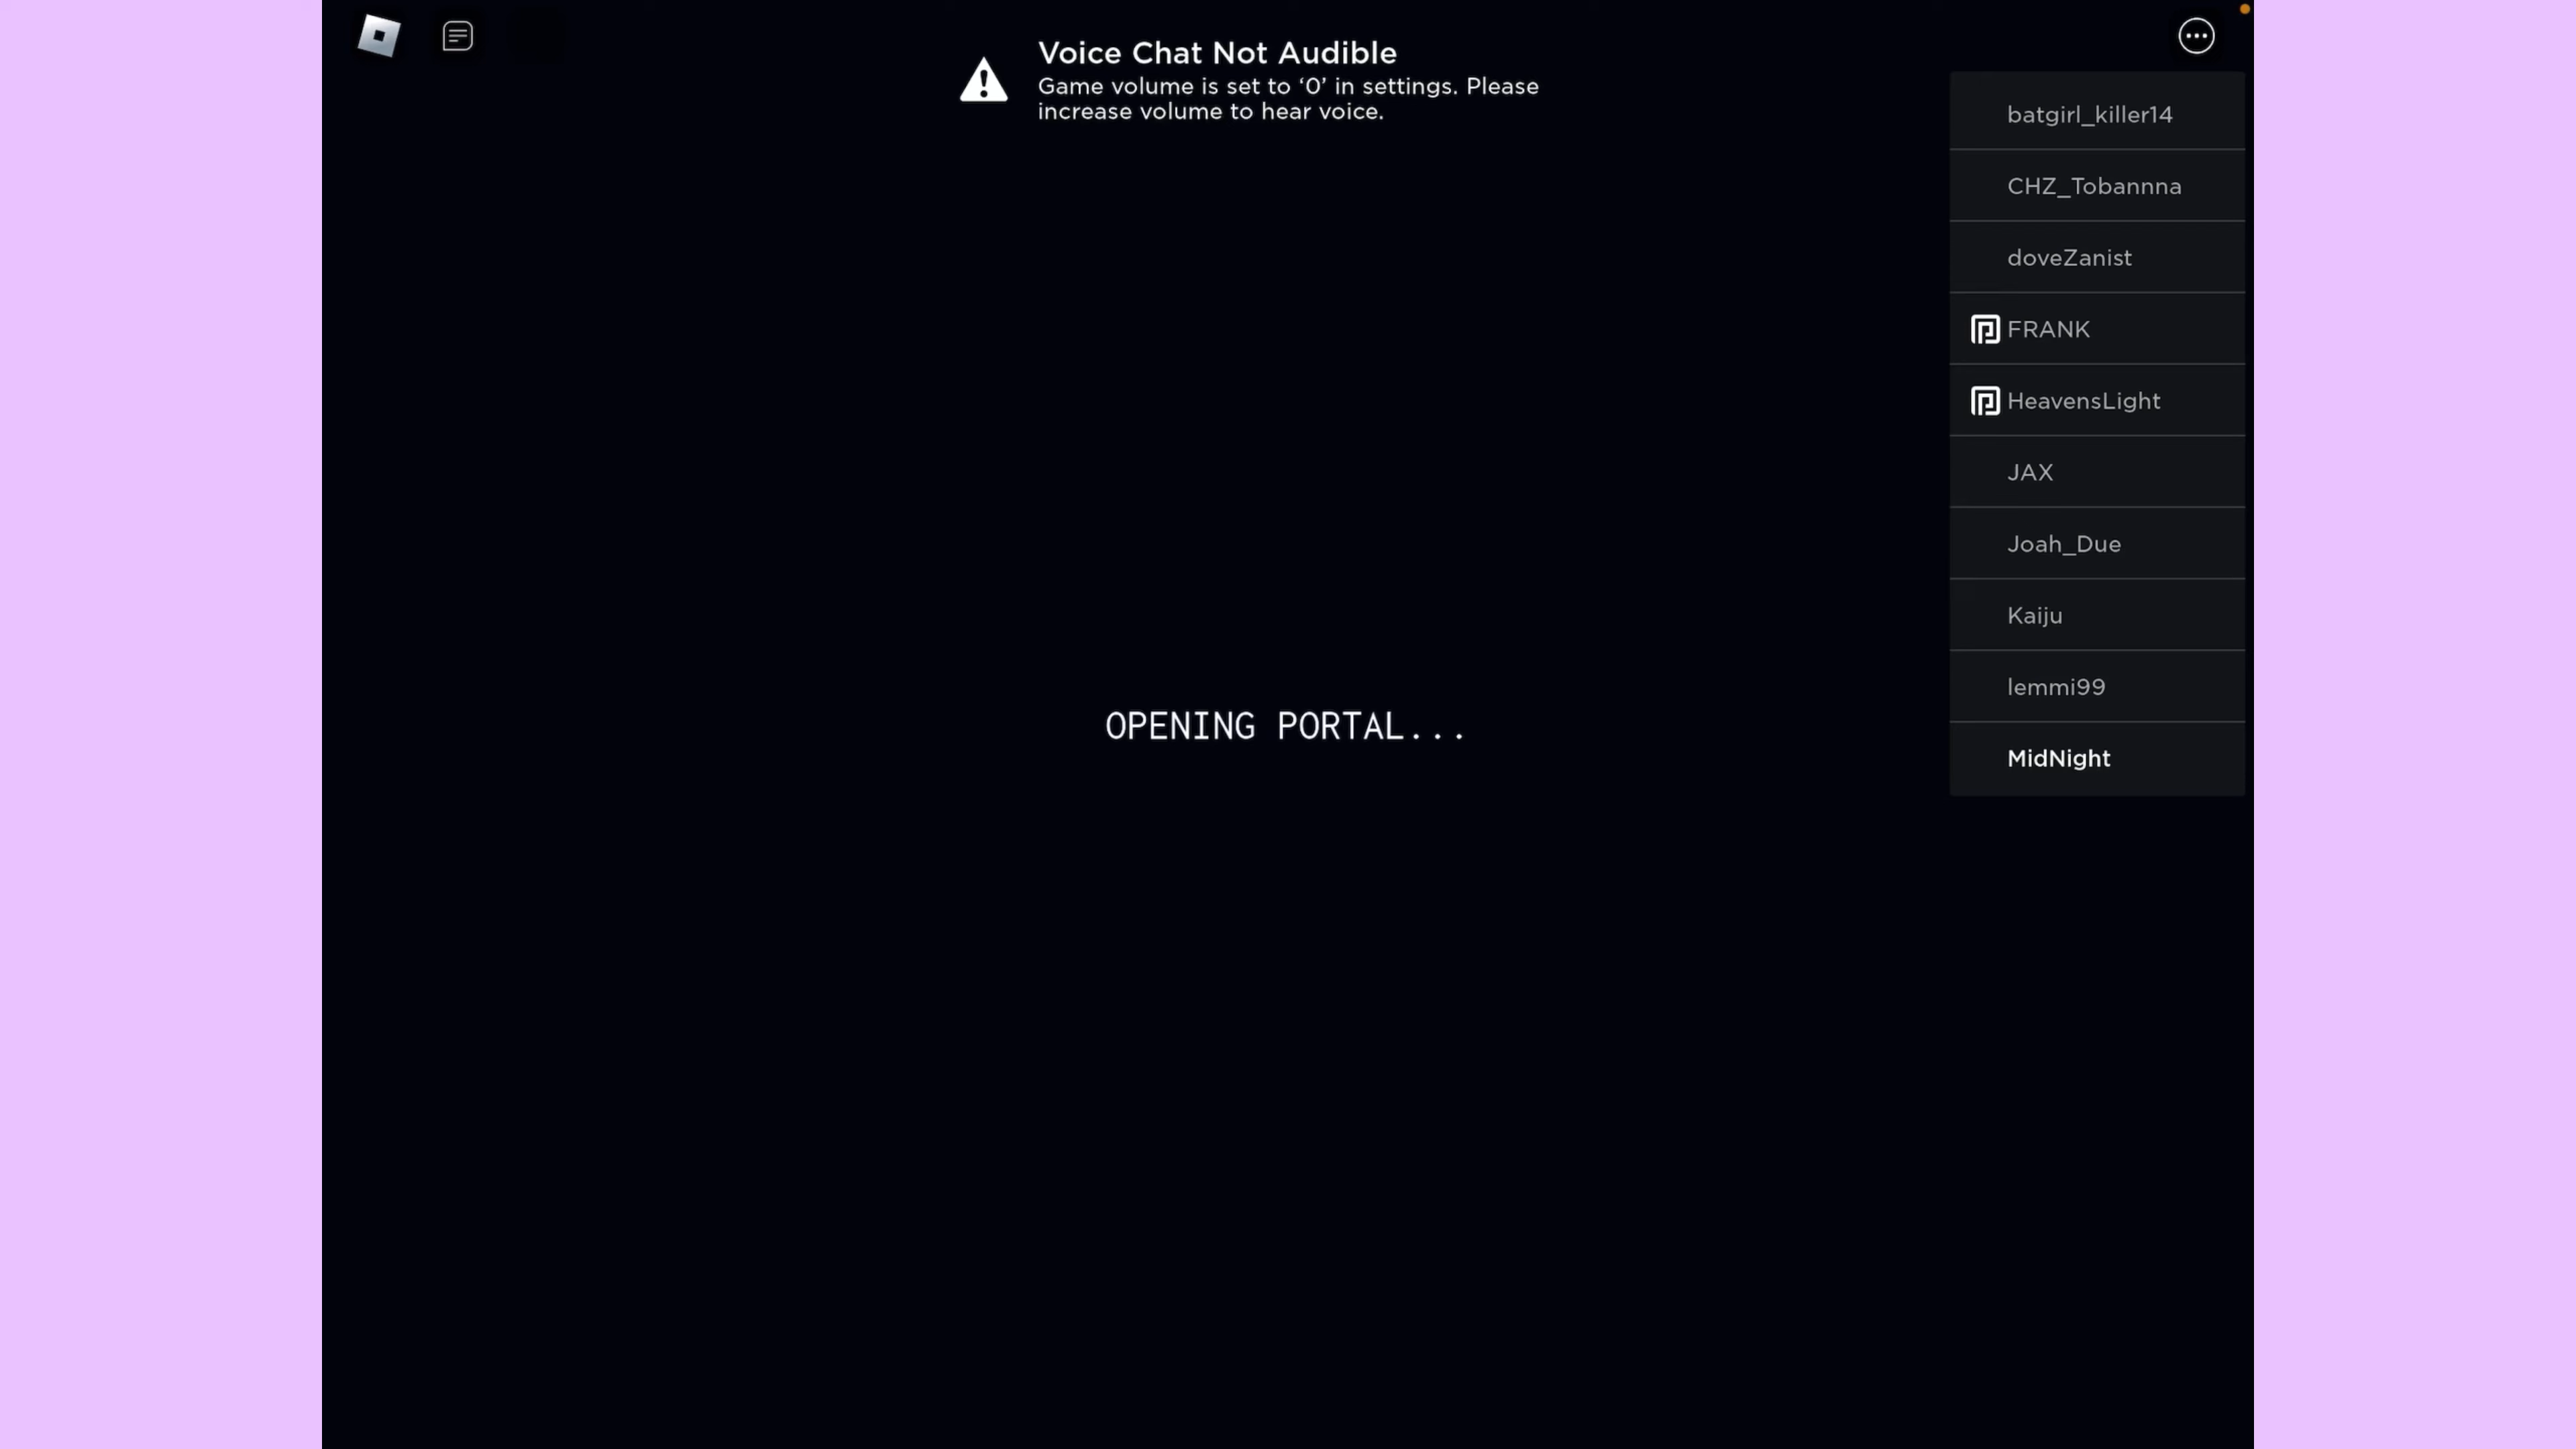 Voice Chat Not Audible
Game volume is set to ‘0’ in settings. Please
increase volume to hear voice.
batgirl_killer14
CHZ_Tobannna
doveZanist
FRANK
HeavensLight
JAX
Joah_Due
Kaiju
lemmi99
MidNight
OPENING PORTAL...